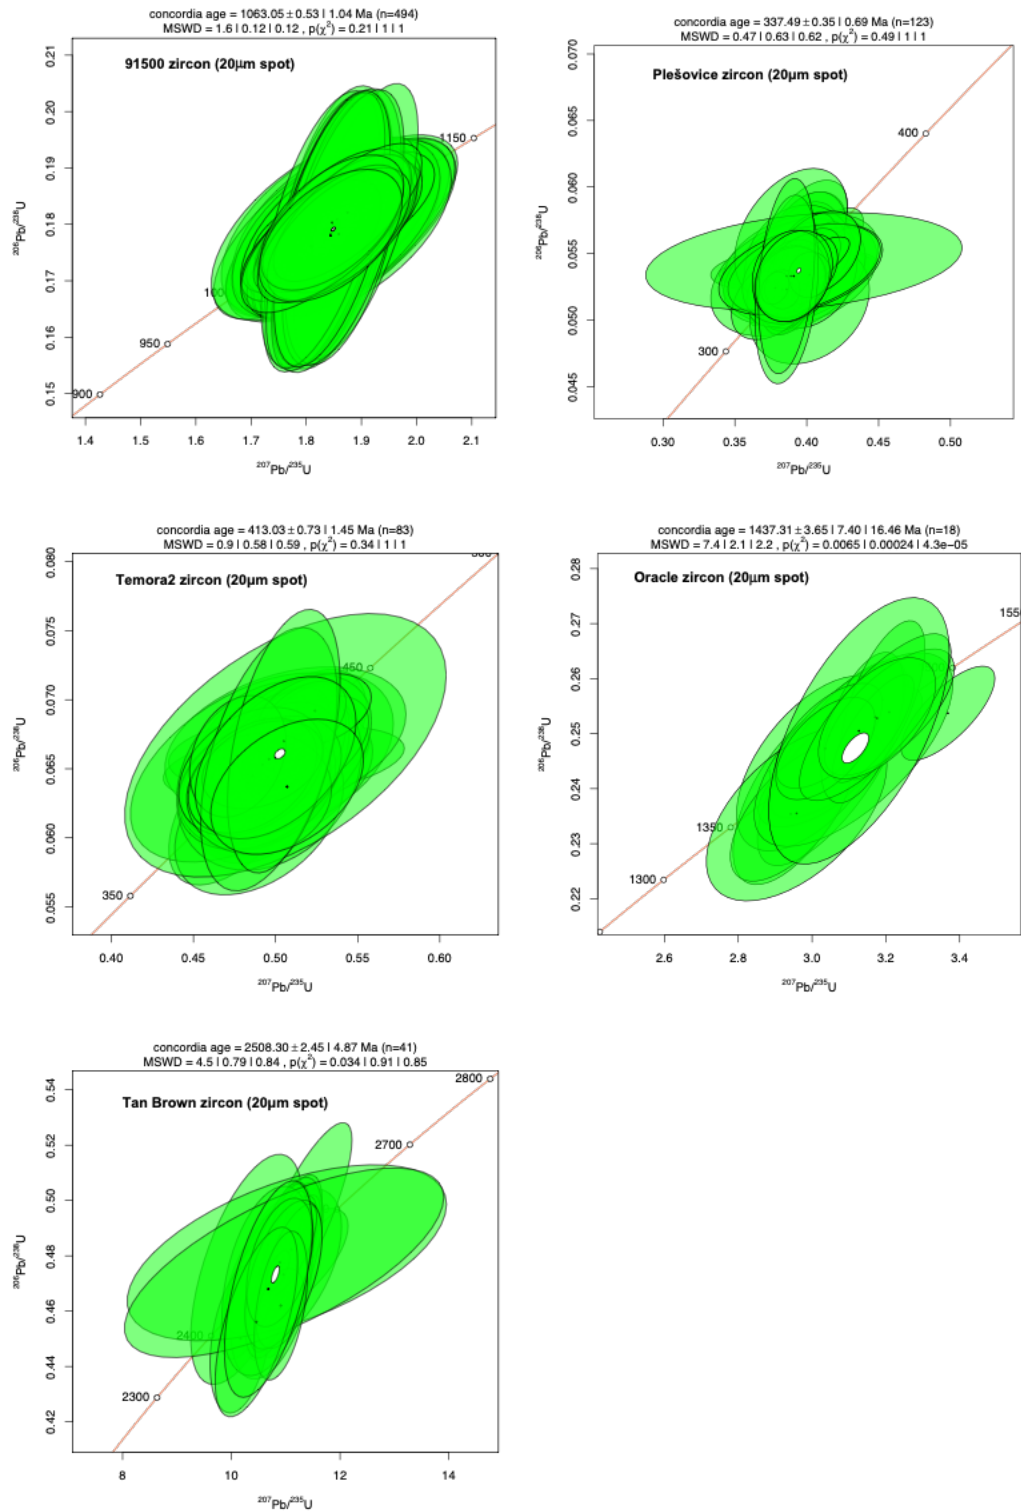 concordia age = 1063.05 ± 0.53 | 1.04 Ma (n=494)
MSWD = 1.6 | 0.12 | 0.12 , p(χ²) = 0.21 | 1 | 1
91500 zircon (20µm spot)
0.21
0.20
0.19
0.18
0.17
0.16
0.15
²⁰⁶Pb/²³⁸U
1150
950
900
1.4 1.5 1.6 1.7 1.8 1.9 2.0 2.1
²⁰⁷Pb/²³⁵U
concordia age = 337.49 ± 0.35 | 0.69 Ma (n=123)
MSWD = 0.47 | 0.63 | 0.62 , p(χ²) = 0.49 | 1 | 1
Plešovice zircon (20µm spot)
0.070
0.065
0.060
0.055
0.050
0.045
²⁰⁶Pb/²³⁸U
400
300
0.30 0.35 0.40 0.45 0.50
²⁰⁷Pb/²³⁵U
concordia age = 413.03 ± 0.73 | 1.45 Ma (n=83)
MSWD = 0.9 | 0.58 | 0.59 , p(χ²) = 0.34 | 1 | 1
Temora2 zircon (20µm spot)
0.080
0.075
0.070
0.065
0.060
0.055
²⁰⁶Pb/²³⁸U
450
350
0.40 0.45 0.50 0.55 0.60
²⁰⁷Pb/²³⁵U
concordia age = 1437.31 ± 3.65 | 7.40 | 16.46 Ma (n=18)
MSWD = 7.4 | 2.1 | 2.2 , p(χ²) = 0.0065 | 0.00024 | 4.3e−05
Oracle zircon (20µm spot)
0.28
0.27
0.26
0.25
0.24
0.23
0.22
²⁰⁶Pb/²³⁸U
155
1350
1300
2.6 2.8 3.0 3.2 3.4
²⁰⁷Pb/²³⁵U
concordia age = 2508.30 ± 2.45 | 4.87 Ma (n=41)
MSWD = 4.5 | 0.79 | 0.84 , p(χ²) = 0.034 | 0.91 | 0.85
Tan Brown zircon (20µm spot)
0.54
0.52
0.50
0.48
0.46
0.44
0.42
²⁰⁶Pb/²³⁸U
2800
2700
2400
2300
8 10 12 14
²⁰⁷Pb/²³⁵U